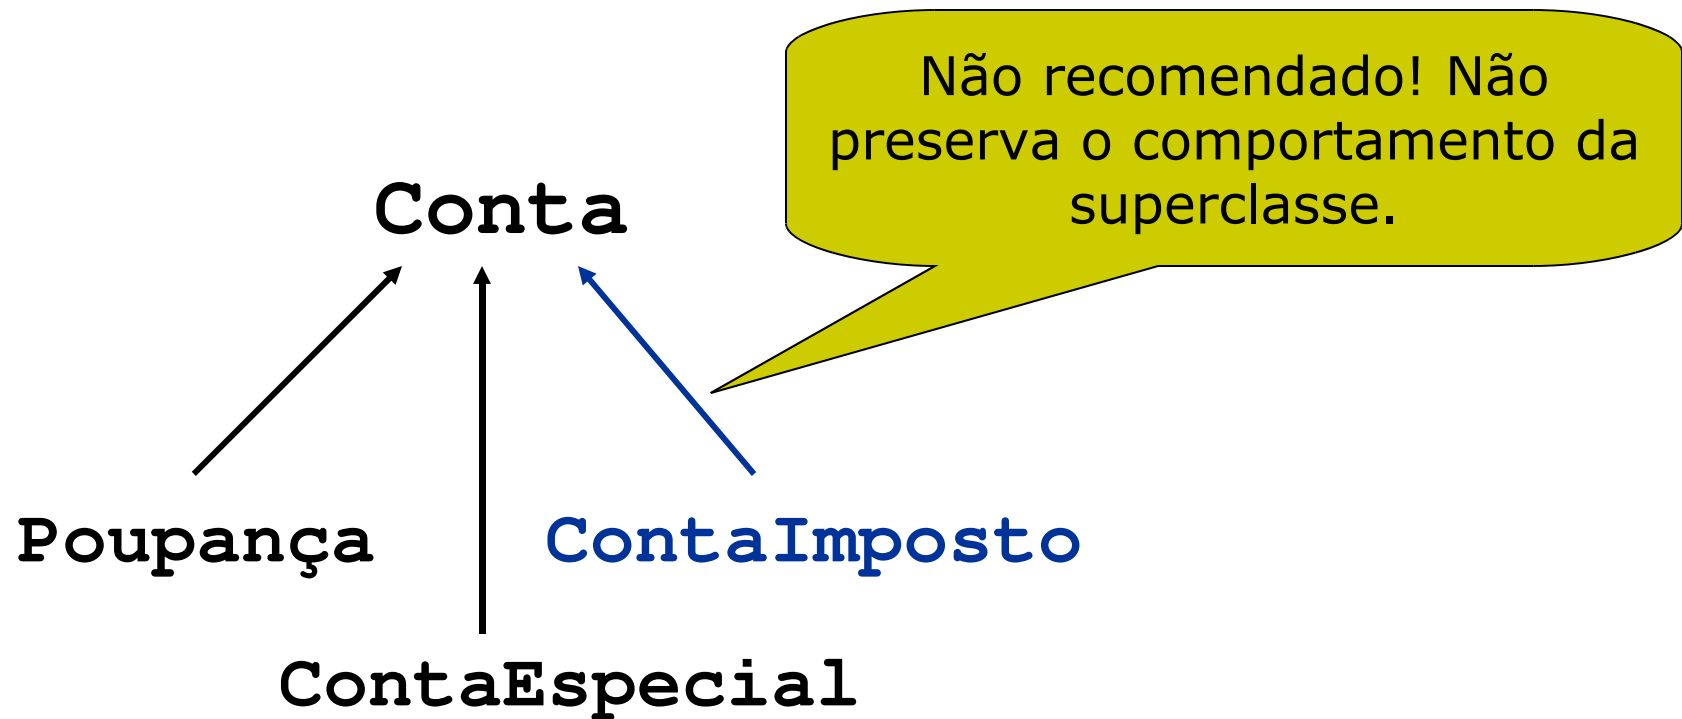 Não recomendado! Não
preserva o comportamento da
superclasse.
Conta
Poupança
ContaImposto
ContaEspecial